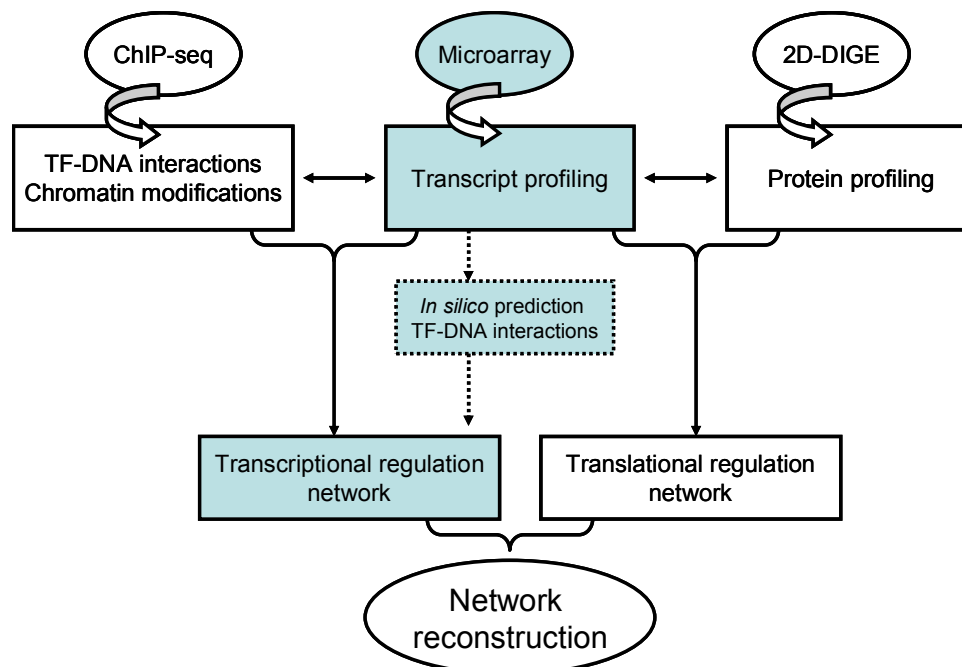 ChIP-seq
Microarray
2D-DIGE
TF-DNA interactions
Chromatin modifications
Transcript profiling
Protein profiling
In silico prediction
TF-DNA interactions
Transcriptional regulation
network
Translational regulation
network
Network
reconstruction